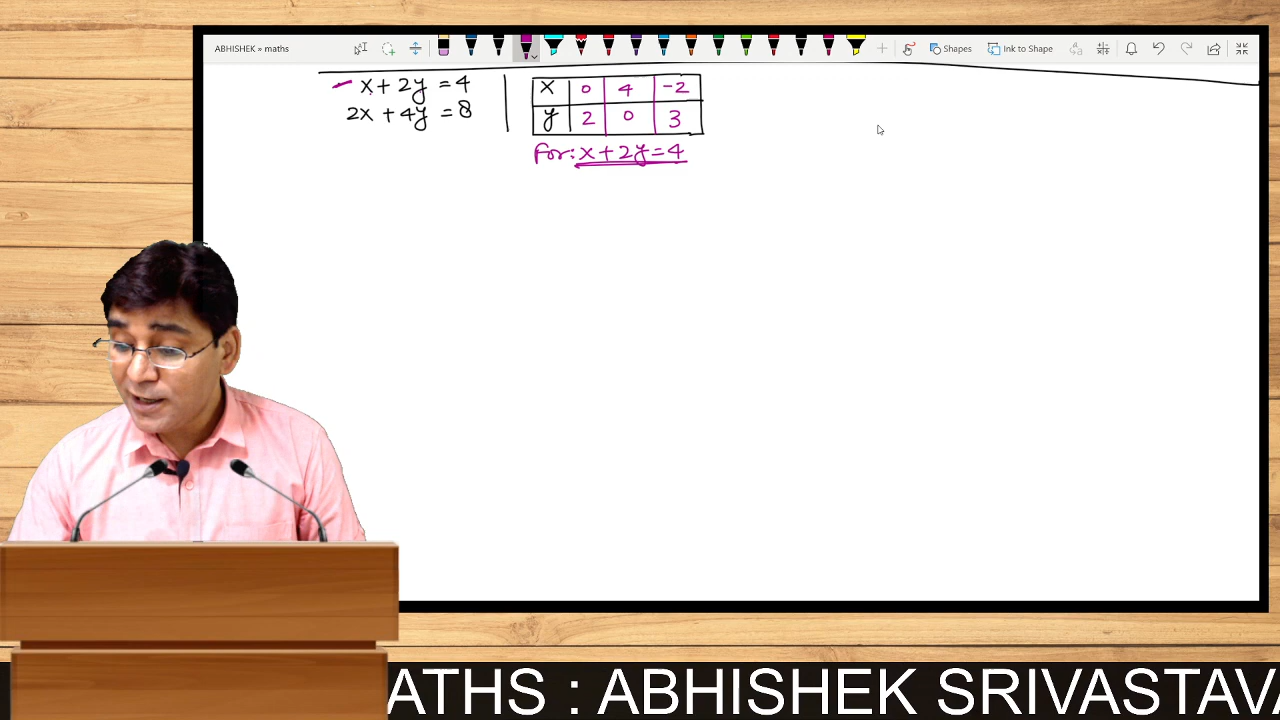 ABHISHEK » maths
Shapes
Ink to Shape
x + 2y = 4
2x + 4y = 8
x 0 4 -2
y 2 0 3
For: x + 2y = 4
ATHS : ABHISHEK SRIVASTAVA